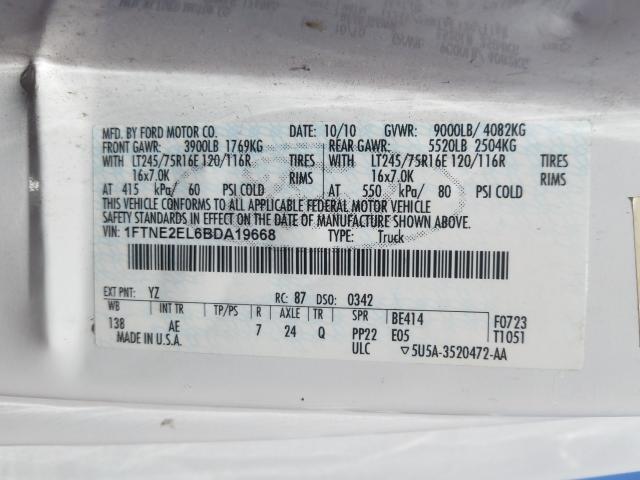 MFD. BY FORD MOTOR CO. DATE: 10/10 GVWR: 9000LB/ 4082KG
FRONT GAWR: 3900LB 1769KG REAR GAWR: 5520LB 2504KG
WITH LT245/75R16E 120/116R TIRES WITH LT245/75R16E 120/116R TIRES
16x7.0K RIMS 16x7.0K RIMS
AT 415 kPa/ 60 PSI COLD AT 550 kPa/ 80 PSI COLD
THIS VEHICLE CONFORMS TO ALL APPLICABLE FEDERAL MOTOR VEHICLE
SAFETY STANDARDS IN EFFECT ON THE DATE OF MANUFACTURE SHOWN ABOVE.
VIN: 1FTNE2EL6BDA19668 TYPE: Truck
EXT PNT: YZ RC: 87 DSO: 0342
WB INT TR TP/PS R AXLE TR SPR BE414 F0723
138 AE 7 24 Q PP22 E05 T1051
MADE IN U.S.A. ULC ▽5U5A-3520472-AA